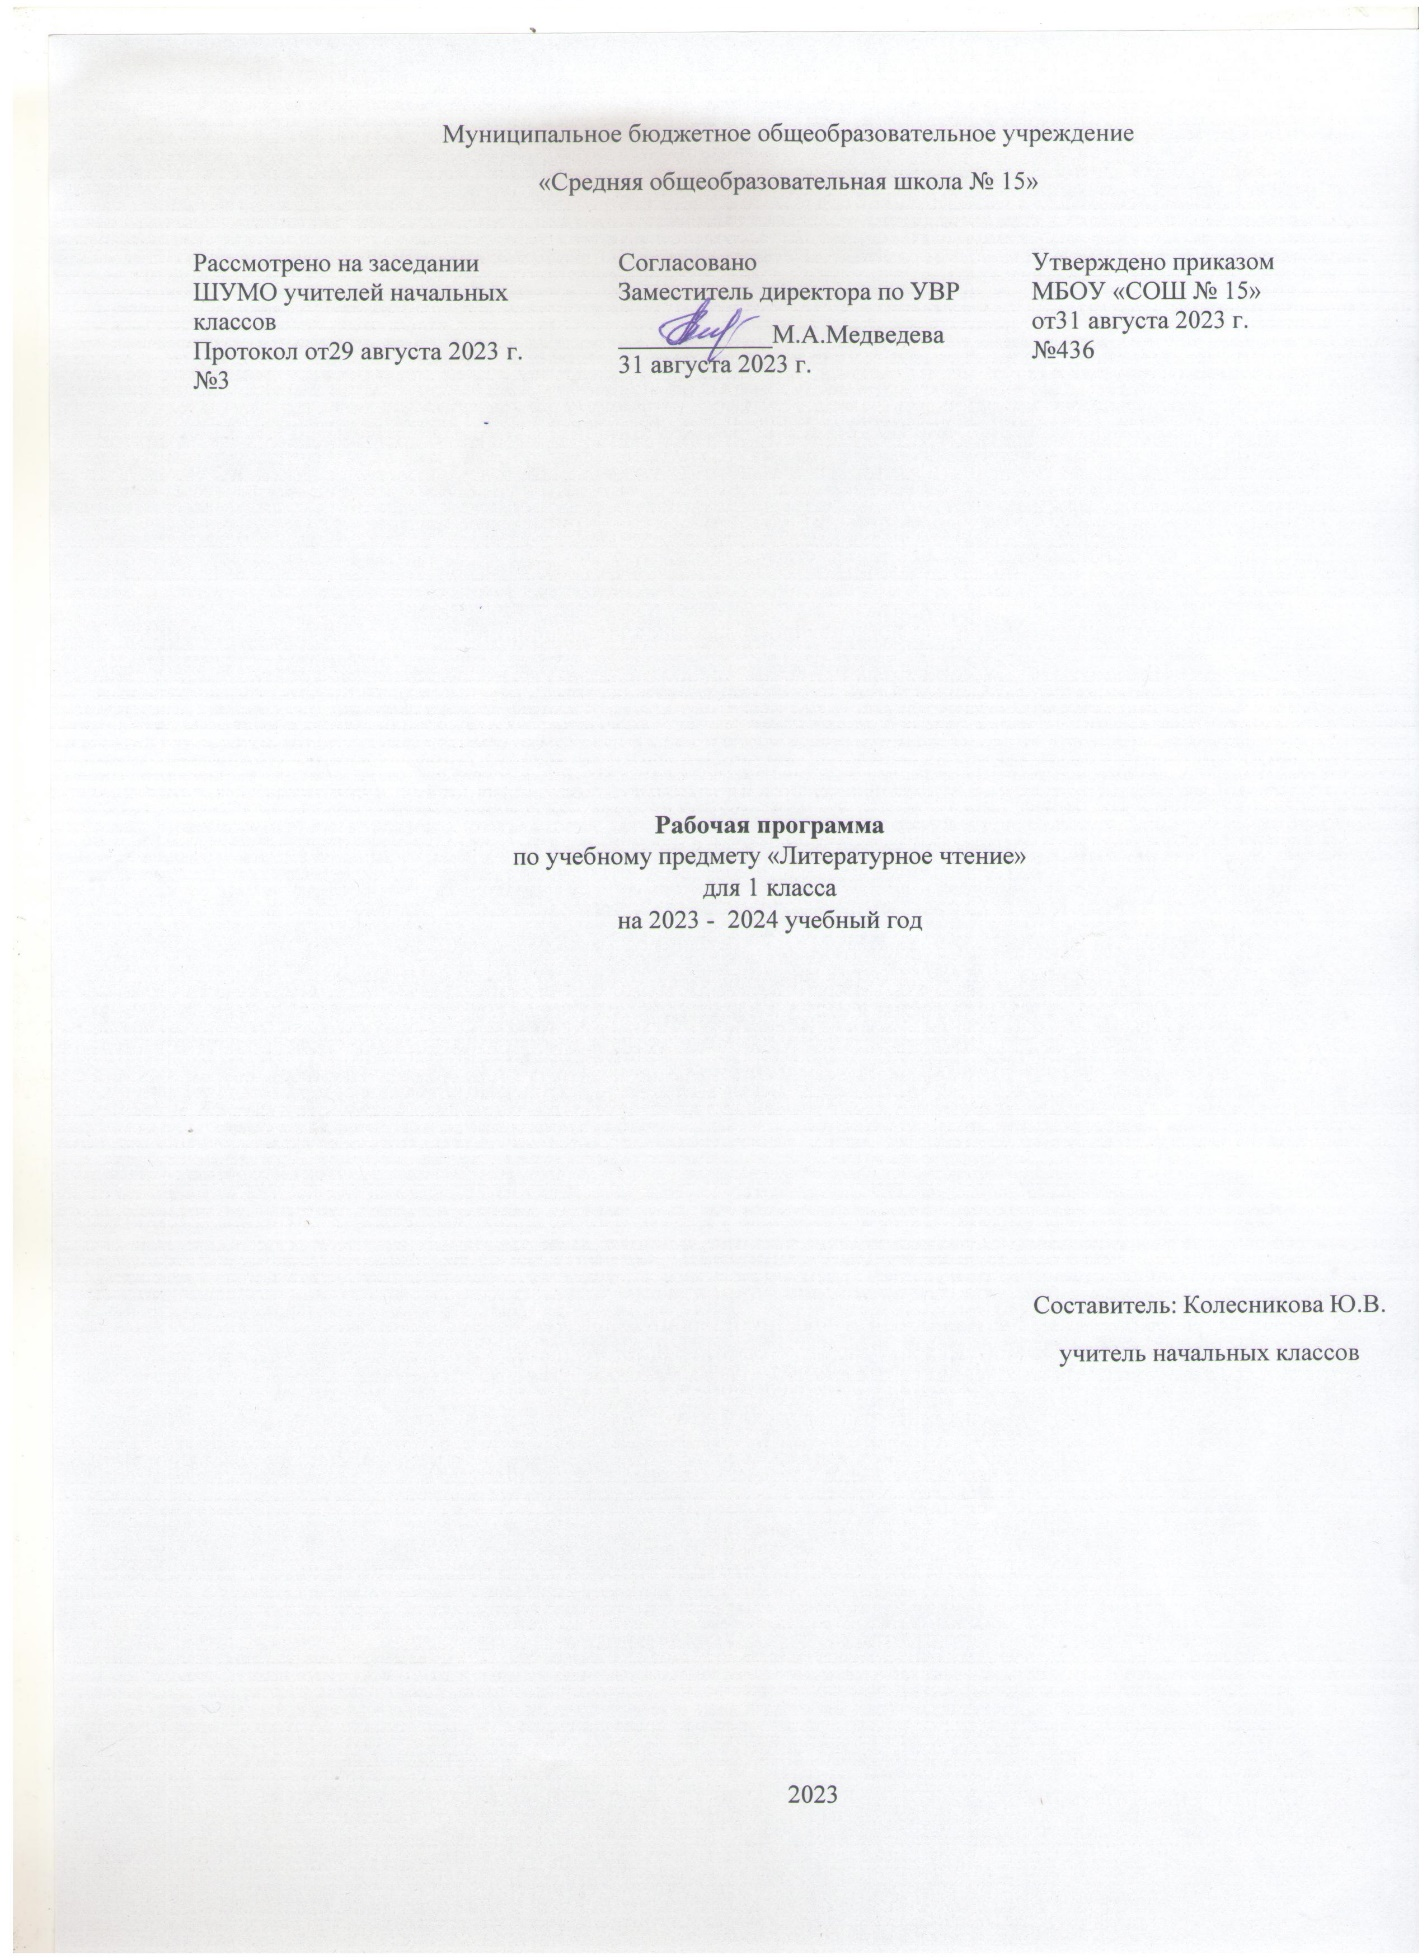 Муниципальное бюджетное общеобразовательное учреждение
«Средняя общеобразовательная школа № 15»
Рассмотрено на заседании
ШУМО учителей начальных
классов
Протокол от29 августа 2023 г.
№3
Согласовано
Заместитель директора по УВР
____________М.А.Медведева
31 августа 2023 г.
Утверждено приказом
МБОУ «СОШ № 15»
от31 августа 2023 г.
№436
Рабочая программа
по учебному предмету «Литературное чтение»
для 1 класса
на 2023 - 2024 учебный год
Составитель: Колесникова Ю.В.
учитель начальных классов
2023